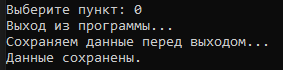 Выберите пункт: 0
Выход из программы...
Сохраняем данные перед выходом...
Данные сохранены.